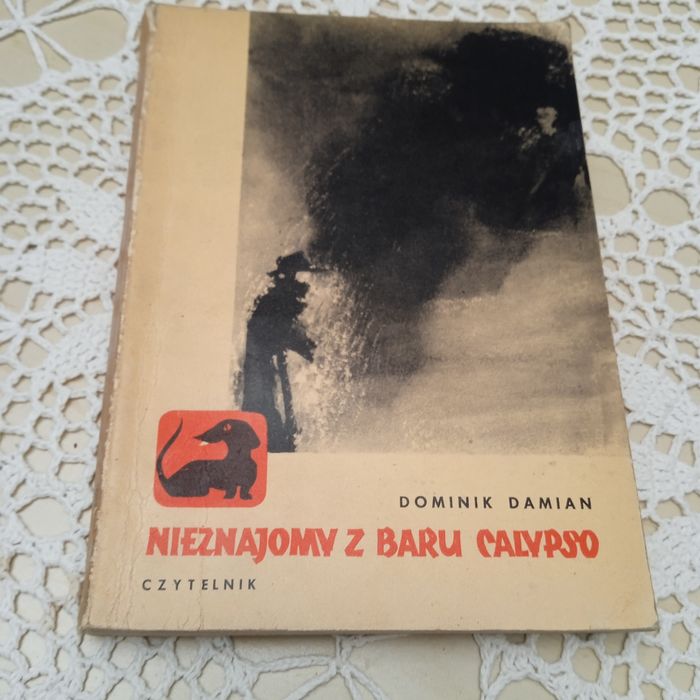 DOMINIK DAMIAN
NIEZNAJOMY Z BARU CALYPSO
CZYTELNIK